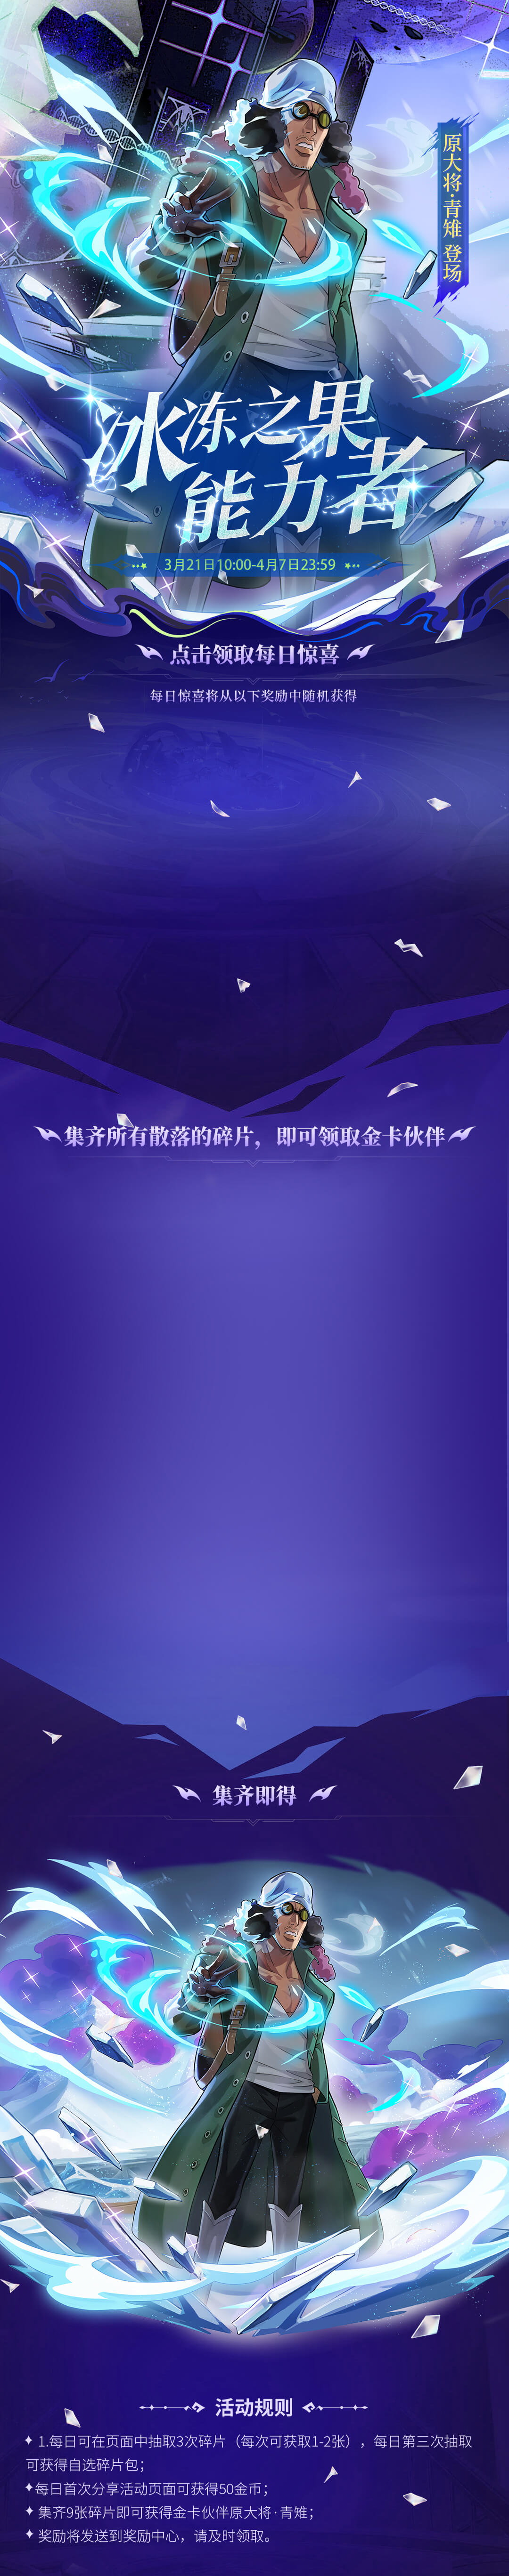 原大将·青雉 登场
冰冻之果
能力者
3月21日10:00-4月7日23:59
点击领取每日惊喜
每日惊喜将从以下奖励中随机获得
集齐所有散落的碎片，即可领取金卡伙伴
集齐即得
活动规则
1.每日可在页面中抽取3次碎片（每次可获取1-2张），每日第三次抽取
可获得自选碎片包；
每日首次分享活动页面可获得50金币；
集齐9张碎片即可获得金卡伙伴原大将·青雉；
奖励将发送到奖励中心，请及时领取。